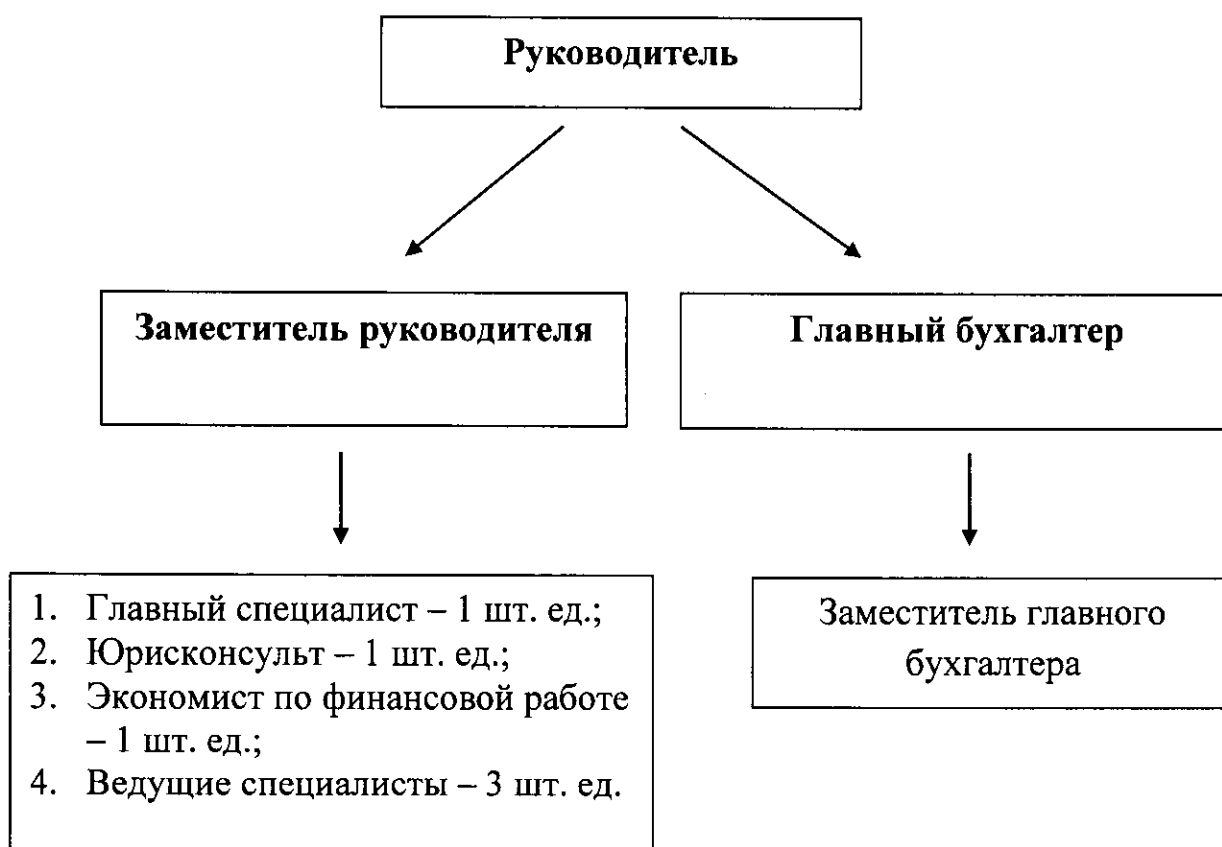 Руководитель
Заместитель руководителя
Главный бухгалтер
1. Главный специалист – 1 шт. ед.;
2. Юрисконсульт – 1 шт. ед.;
3. Экономист по финансовой работе
– 1 шт. ед.;
4. Ведущие специалисты – 3 шт. ед.
Заместитель главного
бухгалтера